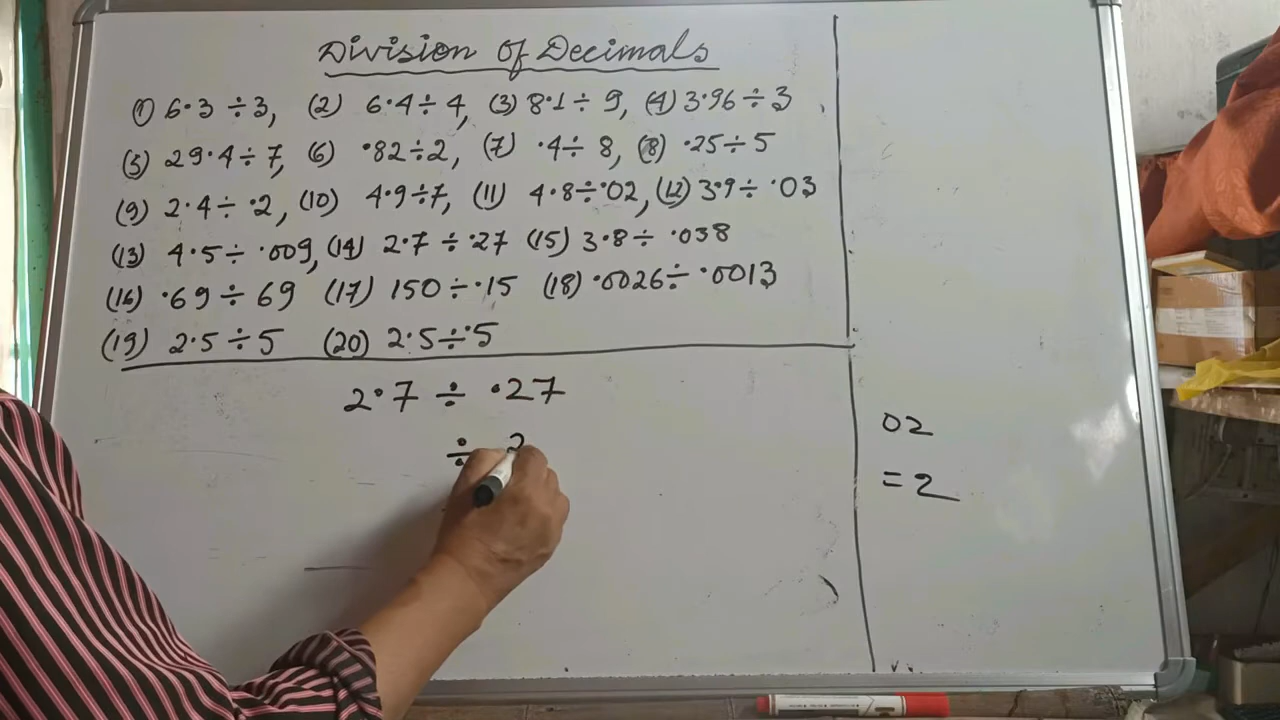 Division of Decimals
(1) 6·3 ÷ 3, (2) 6·4 ÷ 4, (3) 8·1 ÷ 9, (4) 3·96 ÷ 3
(5) 29·4 ÷ 7, (6) ·82 ÷ 2, (7) ·4 ÷ 8, (8) ·25 ÷ 5
(9) 2·4 ÷ ·2, (10) 4·9 ÷ 7, (11) 4·8 ÷ ·02, (12) 3·9 ÷ ·03
(13) 4·5 ÷ ·009, (14) 2·7 ÷ ·27 (15) 3·8 ÷ ·038
(16) ·69 ÷ 69 (17) 150 ÷ ·15 (18) ·0026 ÷ ·0013
(19) 2·5 ÷ 5 (20) 2·5 ÷ ·5
2·7 ÷ ·27
÷ 2
02
= 2